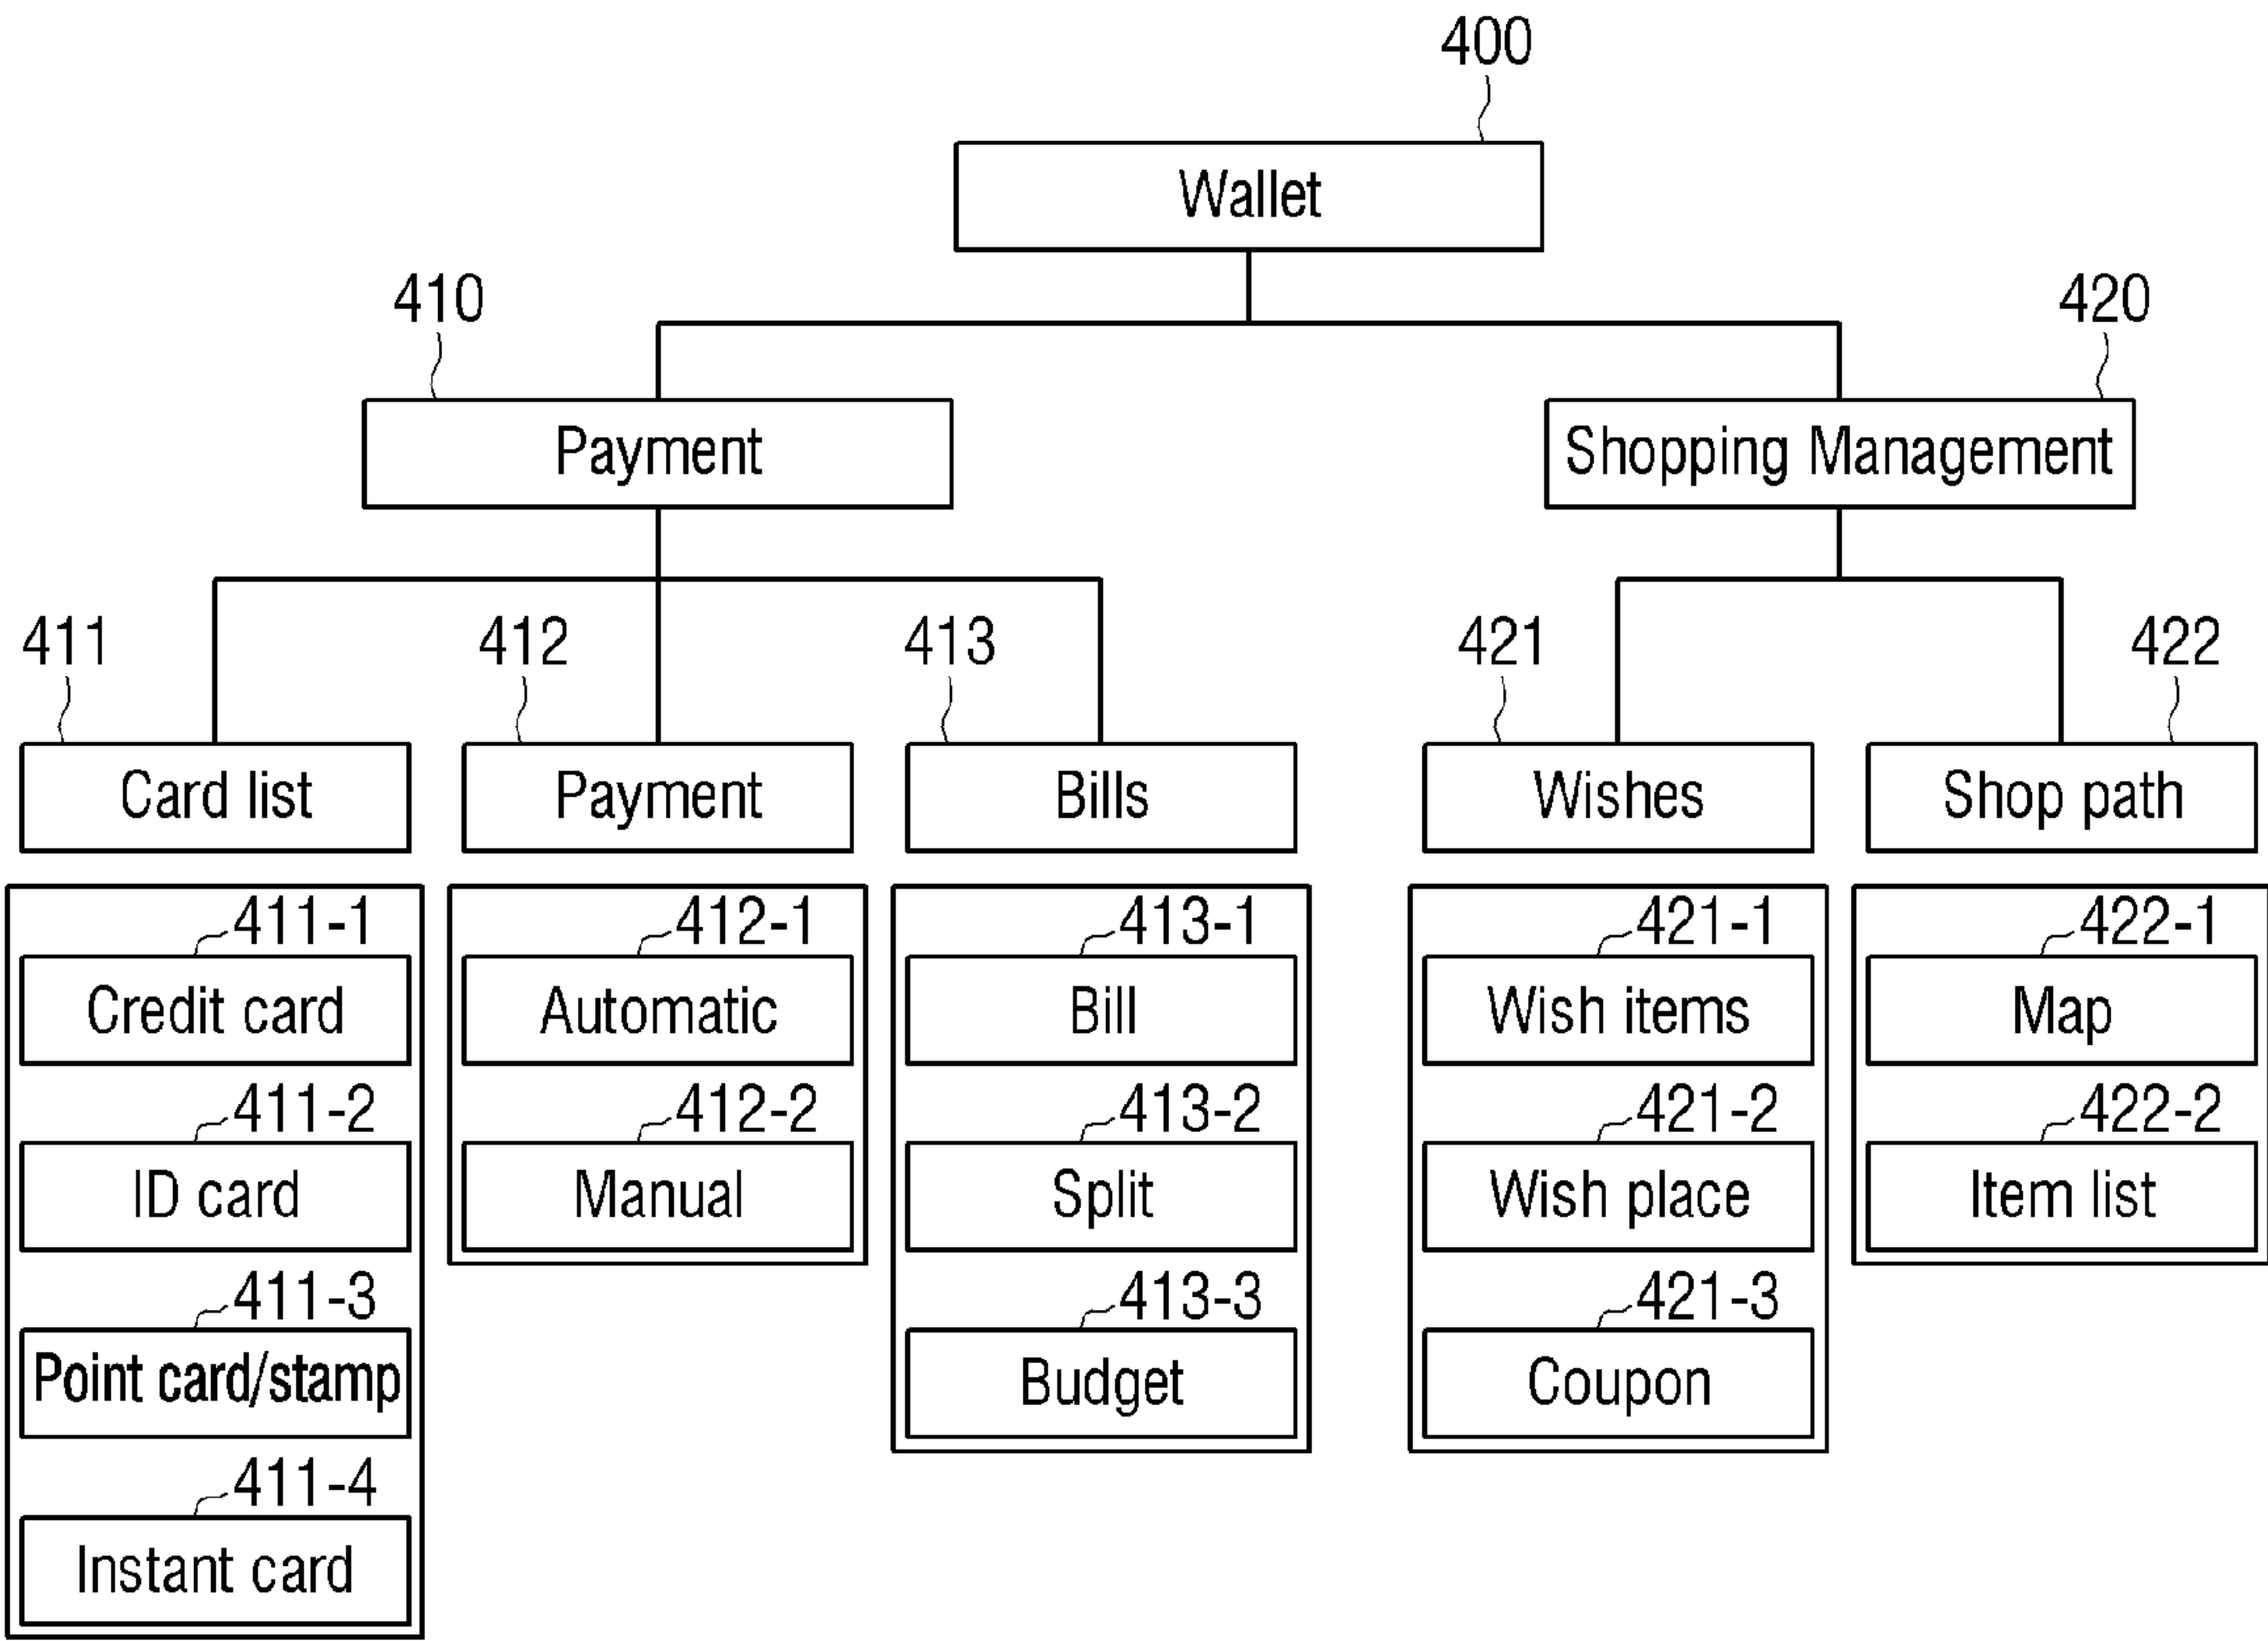 400
Wallet
410
420
Payment
Shopping Management
411
412
413
421
422
Card list
Payment
Bills
Wishes
Shop path
411-1
412-1
413-1
421-1
422-1
Credit card
Automatic
Bill
Wish items
Map
411-2
412-2
413-2
421-2
422-2
ID card
Manual
Split
Wish place
Item list
411-3
413-3
421-3
Point card/stamp
Budget
Coupon
411-4
Instant card